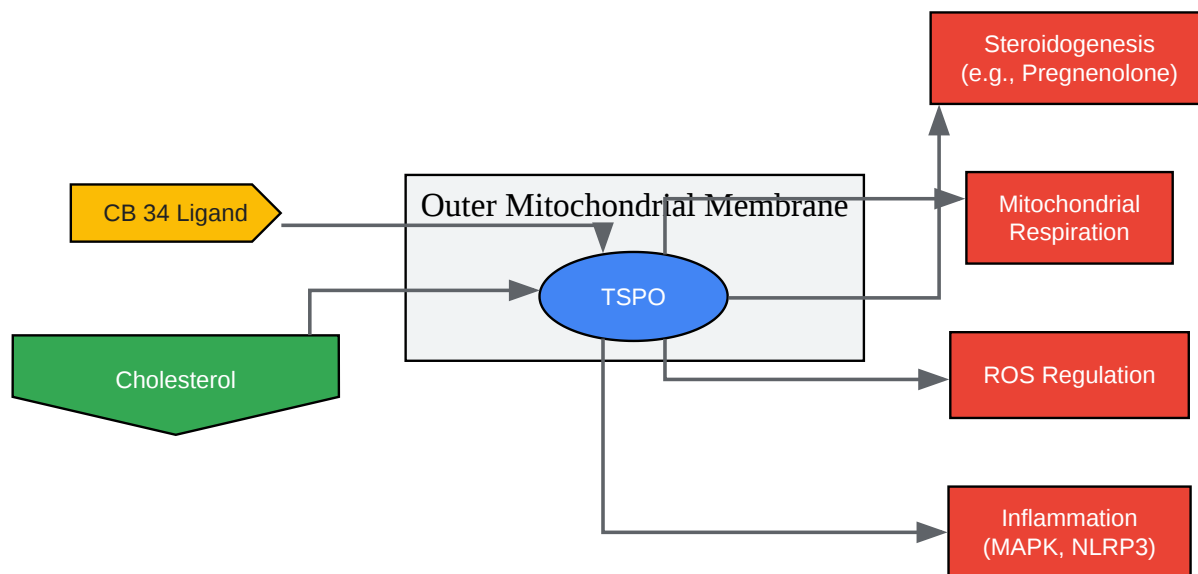 Steroidogenesis
(e.g., Pregnenolone)
CB 34 Ligand
Outer Mitochondrial Membrane
Mitochondrial
Respiration
TSPO
Cholesterol
ROS Regulation
Inflammation
(MAPK, NLRP3)